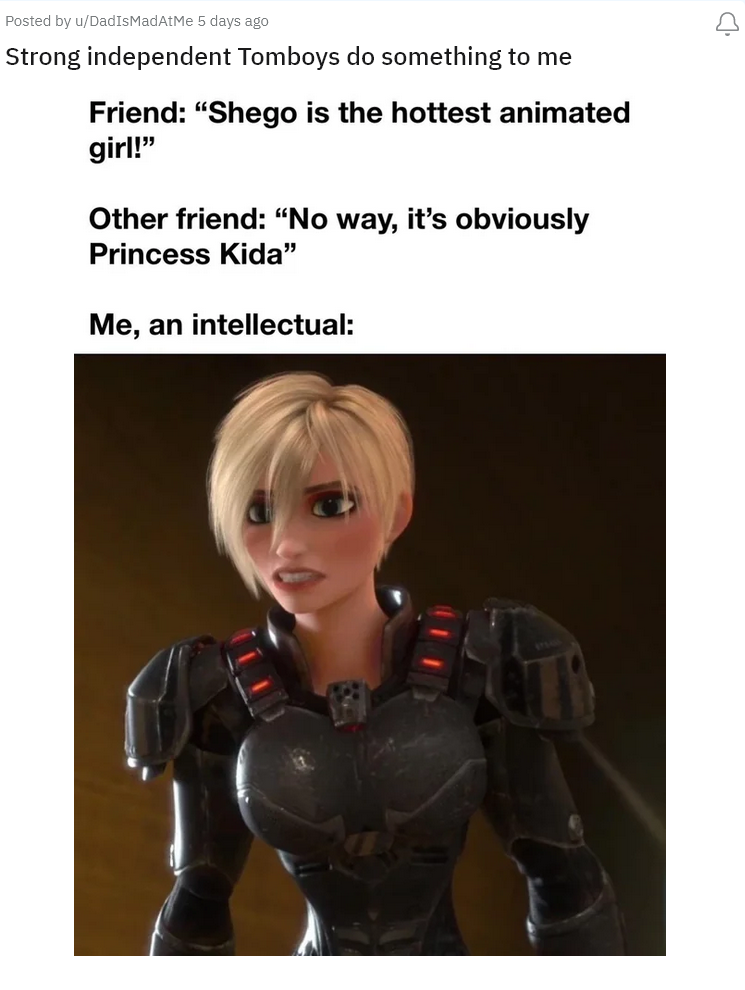 Posted by u/DadIsMadAtMe 5 days ago
Strong independent Tomboys do something to me
Friend: “Shego is the hottest animated
girl!”
Other friend: “No way, it’s obviously
Princess Kida”
Me, an intellectual: